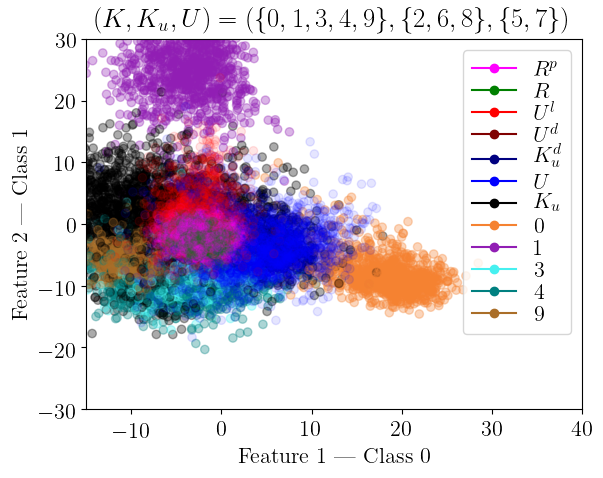 (K, K_u, U) = ({0, 1, 3, 4, 9}, {2, 6, 8}, {5, 7})
30
20
10
0
−10
−20
−30
−10
0
10
20
30
40
Feature 2 — Class 1
Feature 1 — Class 0
R^p
R
U^l
U^d
K_u^d
U
K_u
0
1
3
4
9